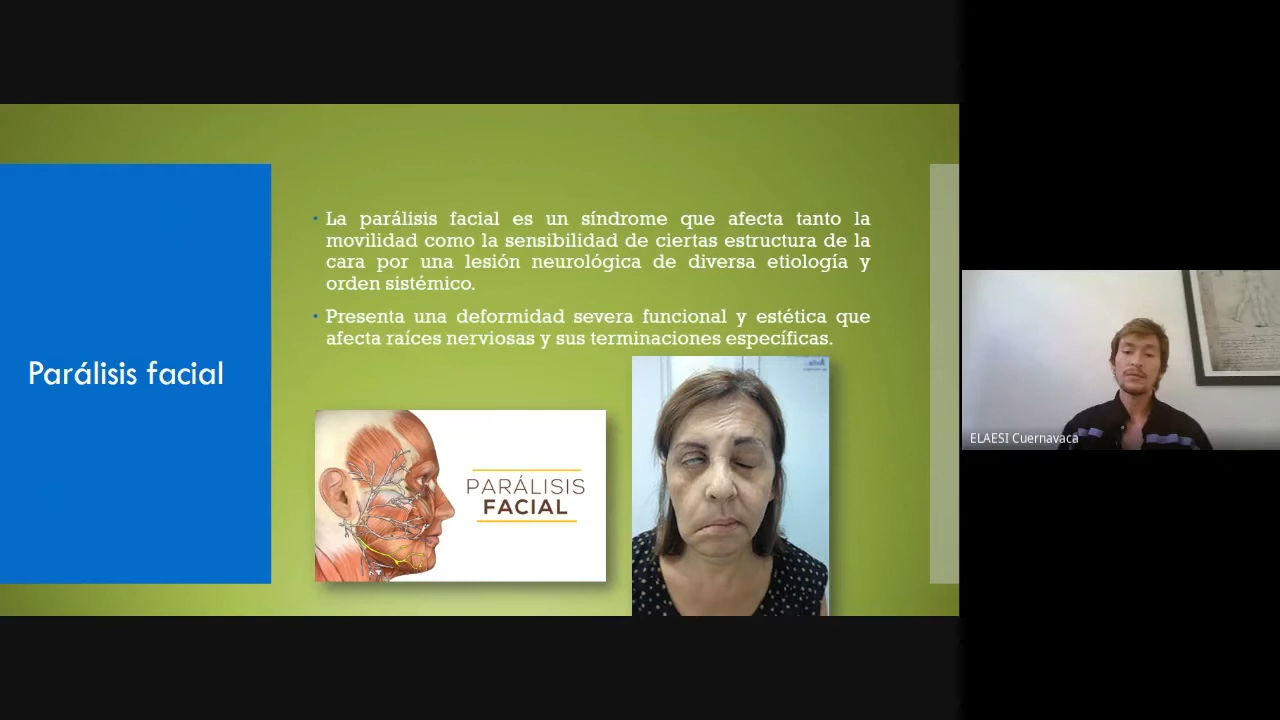 Parálisis facial
La parálisis facial es un síndrome que afecta tanto la
movilidad como la sensibilidad de ciertas estructura de la
cara por una lesión neurológica de diversa etiología y
orden sistémico.
Presenta una deformidad severa funcional y estética que
afecta raíces nerviosas y sus terminaciones específicas.
PARÁLISIS
FACIAL
ELAESI Cuernavaca